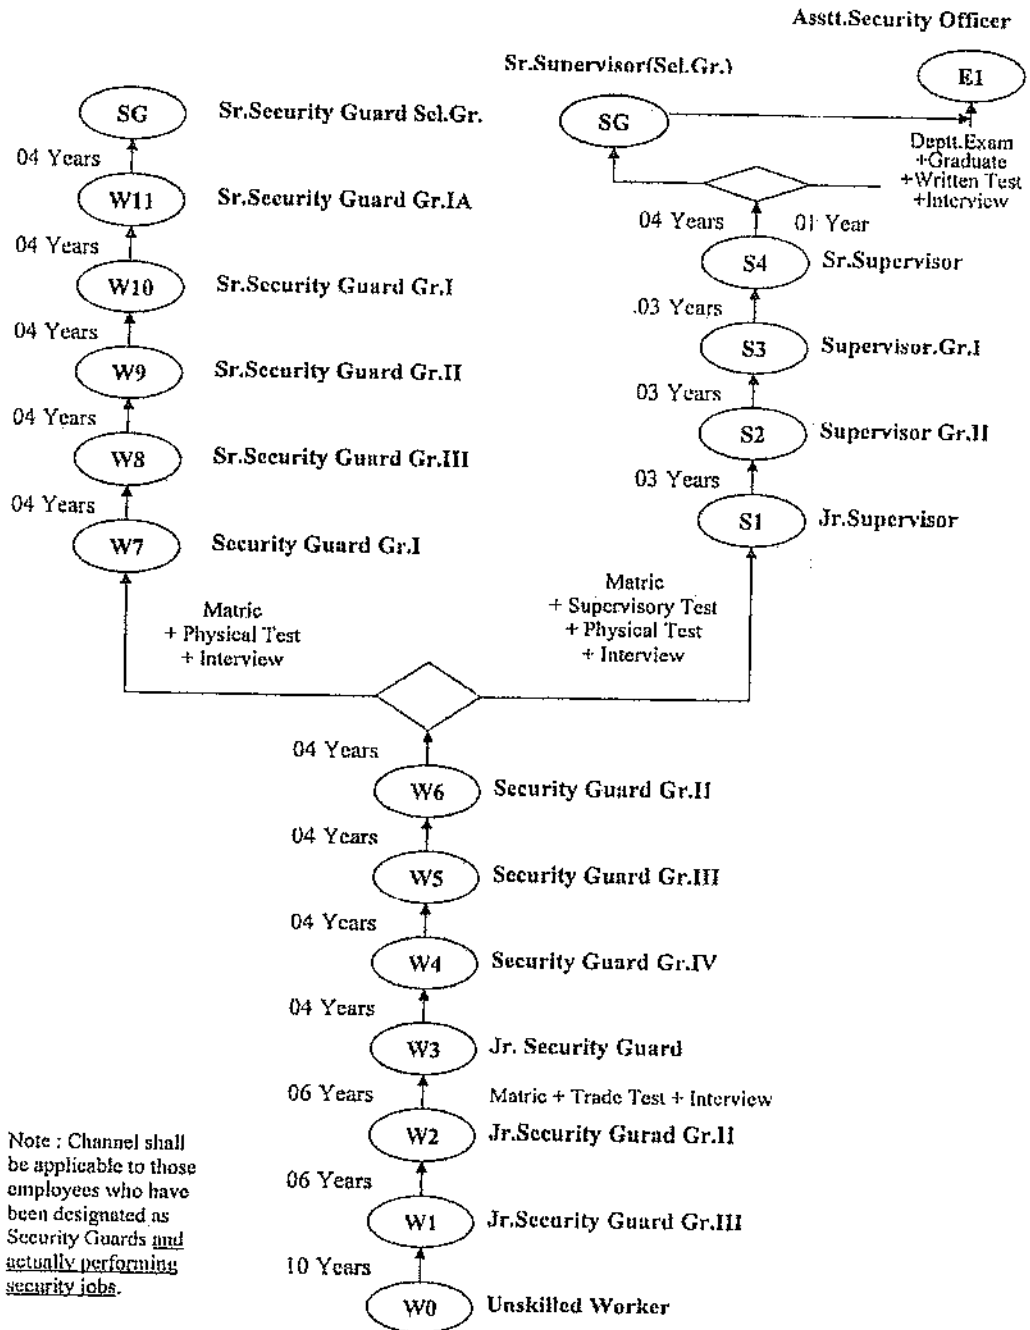 Asstt.Security Officer
E1
Sr.Supervisor(Sel.Gr.)
SG
Deptt.Exam
+Graduate
+Written Test
+Interview
04 Years
01 Year
S4
Sr.Supervisor
.03 Years
S3
Supervisor.Gr.I
03 Years
S2
Supervisor Gr.II
03 Years
S1
Jr.Supervisor
Matric
+ Supervisory Test
+ Physical Test
+ Interview
SG
Sr.Security Guard Sel.Gr.
04 Years
W11
Sr.Security Guard Gr.IA
04 Years
W10
Sr.Security Guard Gr.I
04 Years
W9
Sr.Security Guard Gr.II
04 Years
W8
Sr.Security Guard Gr.III
04 Years
W7
Security Guard Gr.I
Matric
+ Physical Test
+ Interview
04 Years
W6
Security Guard Gr.II
04 Years
W5
Security Guard Gr.III
04 Years
W4
Security Guard Gr.IV
04 Years
W3
Jr. Security Guard
06 Years
Matric + Trade Test + Interview
W2
Jr.Security Gurad Gr.II
06 Years
W1
Jr.Security Guard Gr.III
10 Years
W0
Unskilled Worker
Note : Channel shall
be applicable to those
employees who have
been designated as
Security Guards and
actually performing
security jobs.